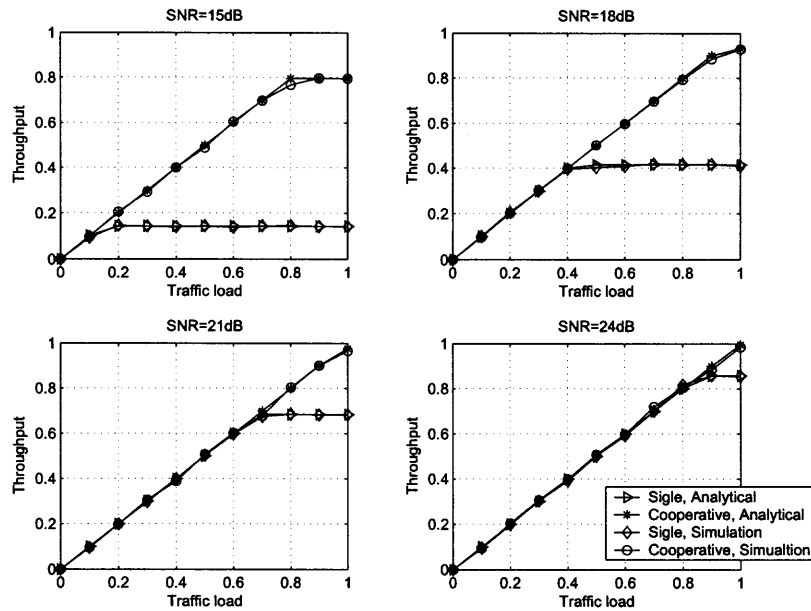 SNR=15dB
1
0.8
0.6
0.4
0.2
0
Throughput
0 0.2 0.4 0.6 0.8 1
Traffic load
SNR=18dB
1
0.8
0.6
0.4
0.2
0
Throughput
0 0.2 0.4 0.6 0.8 1
Traffic load
SNR=21dB
1
0.8
0.6
0.4
0.2
0
Throughput
0 0.2 0.4 0.6 0.8 1
Traffic load
SNR=24dB
1
0.8
0.6
0.4
0.2
0
Throughput
0 0.2 0.4 0.6 0.8 1
Traffic load
Sigle, Analytical
Cooperative, Analytical
Sigle, Simulation
Cooperative, Simualtion